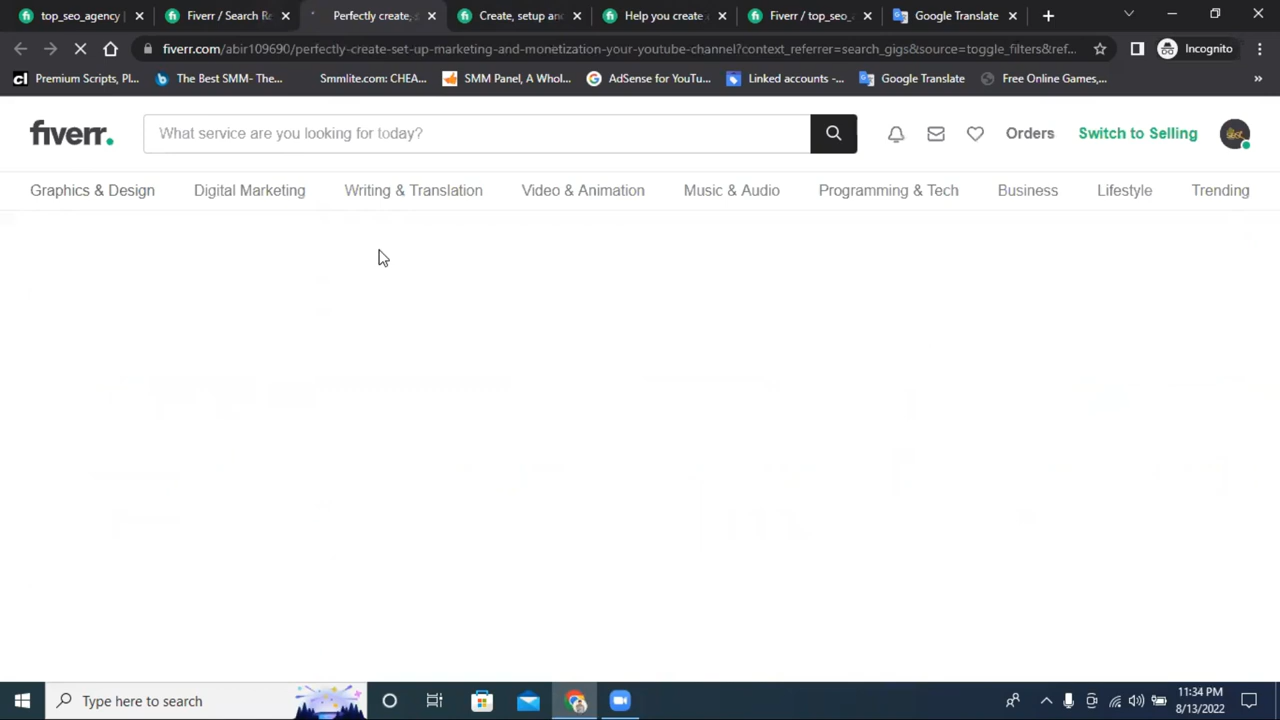 top_seo_agency |
Fiverr / Search Re
Perfectly create, s
Create, setup and
Help you create c
Fiverr / top_seo_
Google Translate
fiverr.com/abir109690/perfectly-create-set-up-marketing-and-monetization-your-youtube-channel?context_referrer=search_gigs&source=toggle_filters&ref...
Incognito
Premium Scripts, Pl...
The Best SMM- The...
Smmlite.com: CHEA...
SMM Panel, A Whol...
AdSense for YouTu...
Linked accounts -...
Google Translate
Free Online Games,...
fiverr.
What service are you looking for today?
Orders
Switch to Selling
Graphics & Design
Digital Marketing
Writing & Translation
Video & Animation
Music & Audio
Programming & Tech
Business
Lifestyle
Trending
Type here to search
11:34 PM
8/13/2022